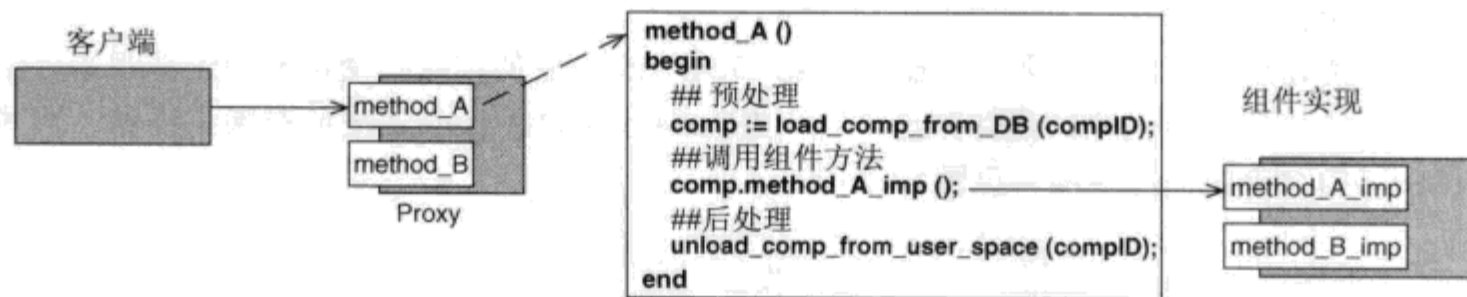 客户端
method_A
method_B
Proxy
method_A ()
begin
## 预处理
comp := load_comp_from_DB (compID);
##调用组件方法
comp.method_A_imp ();
##后处理
unload_comp_from_user_space (compID);
end
组件实现
method_A_imp
method_B_imp